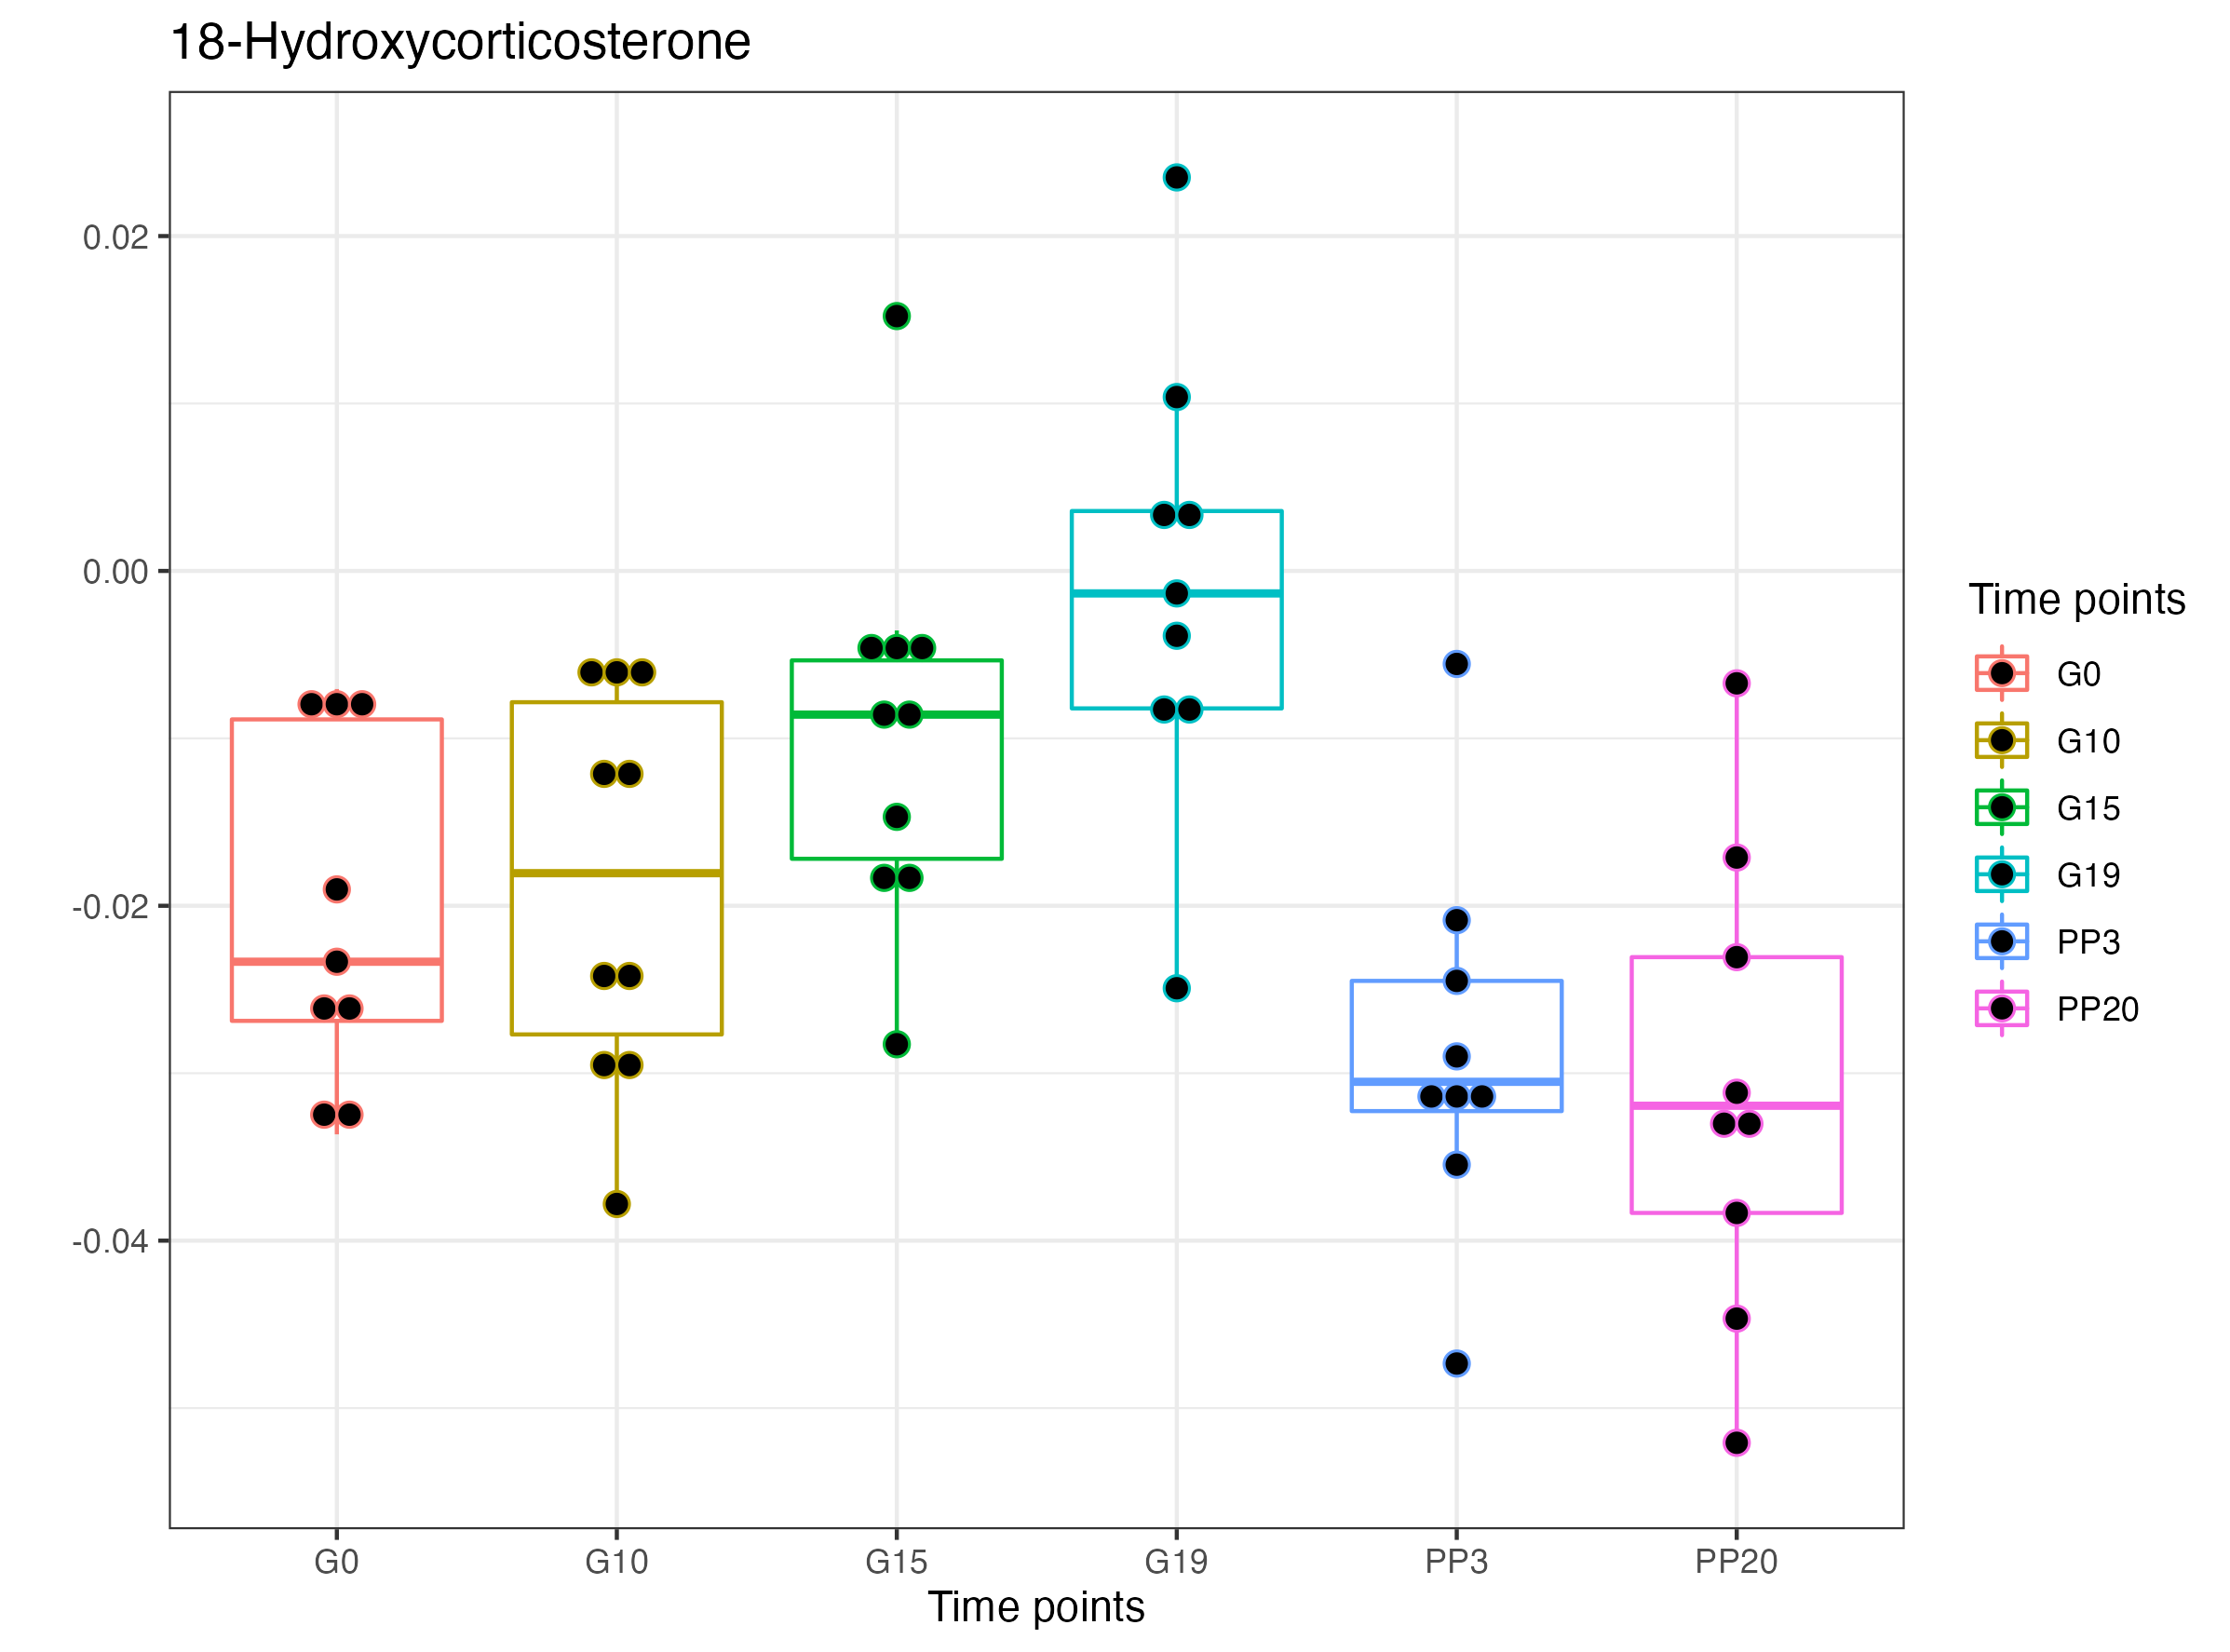 18-Hydroxycorticosterone
0.02
0.00
-0.02
-0.04
G0 G10 G15 G19 PP3 PP20
Time points
Time points
G0
G10
G15
G19
PP3
PP20